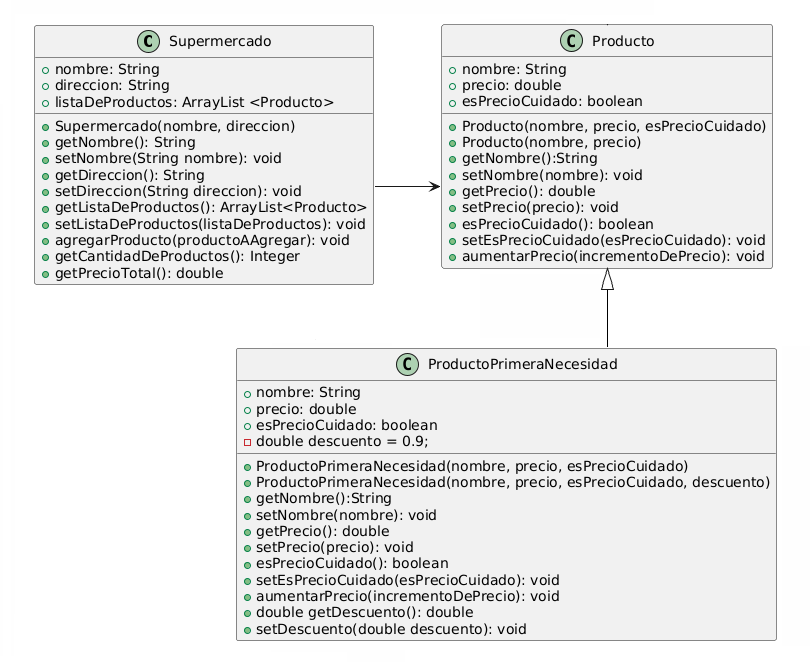 C Supermercado
nombre: String
direccion: String
listaDeProductos: ArrayList <Producto>
Supermercado(nombre, direccion)
getNombre(): String
setNombre(String nombre): void
getDireccion(): String
setDireccion(String direccion): void
getListaDeProductos(): ArrayList<Producto>
setListaDeProductos(listaDeProductos): void
agregarProducto(productoAAgregar): void
getCantidadDeProductos(): Integer
getPrecioTotal(): double
C Producto
nombre: String
precio: double
esPrecioCuidado: boolean
Producto(nombre, precio, esPrecioCuidado)
Producto(nombre, precio)
getNombre():String
setNombre(nombre): void
getPrecio(): double
setPrecio(precio): void
esPrecioCuidado(): boolean
setEsPrecioCuidado(esPrecioCuidado): void
aumentarPrecio(incrementoDePrecio): void
C ProductoPrimeraNecesidad
nombre: String
precio: double
esPrecioCuidado: boolean
double descuento = 0.9;
ProductoPrimeraNecesidad(nombre, precio, esPrecioCuidado)
ProductoPrimeraNecesidad(nombre, precio, esPrecioCuidado, descuento)
getNombre():String
setNombre(nombre): void
getPrecio(): double
setPrecio(precio): void
esPrecioCuidado(): boolean
setEsPrecioCuidado(esPrecioCuidado): void
aumentarPrecio(incrementoDePrecio): void
double getDescuento(): double
setDescuento(double descuento): void